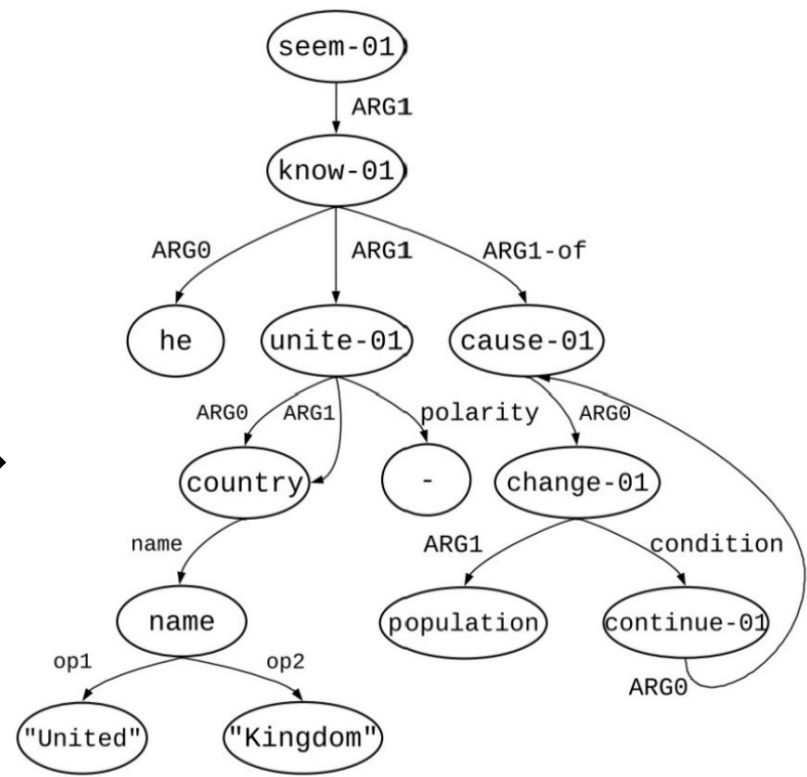 seem-01
ARG1
know-01
ARG0 ARG1 ARG1-of
he unite-01 cause-01
ARG0 ARG1 polarity ARG0
country - change-01
name ARG1 condition
name population continue-01
op1 op2 ARG0
"United" "Kingdom"